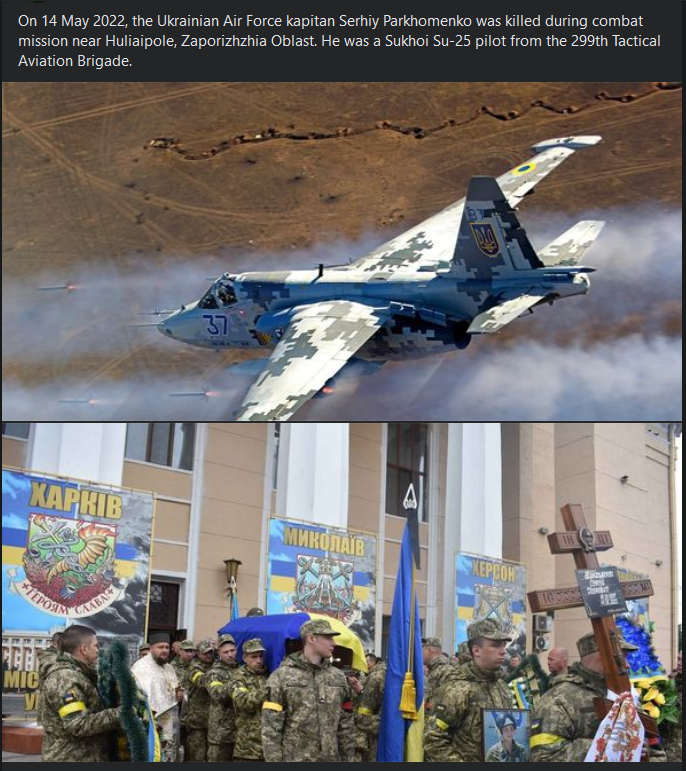 On 14 May 2022, the Ukrainian Air Force kapitan Serhiy Parkhomenko was killed during combat
mission near Huliaipole, Zaporizhzhia Oblast. He was a Sukhoi Su-25 pilot from the 299th Tactical
Aviation Brigade.
37
ХАРКІВ
ГЕРОЯМ СЛАВА
МИКОЛАЇВ
ХЕРСОН